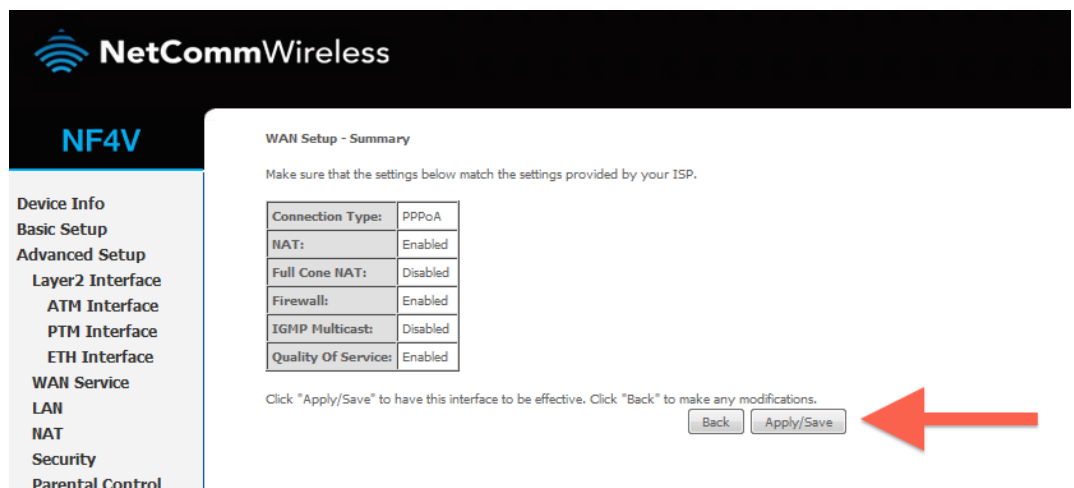 NetCommWireless
NF4V
Device Info
Basic Setup
Advanced Setup
Layer2 Interface
ATM Interface
PTM Interface
ETH Interface
WAN Service
LAN
NAT
Security
Parental Control
WAN Setup - Summary
Make sure that the settings below match the settings provided by your ISP.
Connection Type: PPPoA
NAT: Enabled
Full Cone NAT: Disabled
Firewall: Enabled
IGMP Multicast: Disabled
Quality Of Service: Enabled
Click "Apply/Save" to have this interface to be effective. Click "Back" to make any modifications.
Back Apply/Save